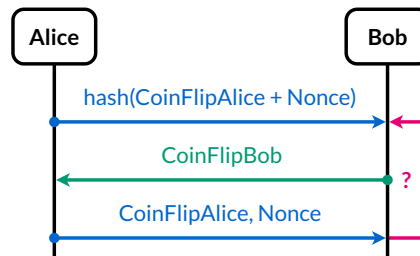 Alice
Bob
hash(CoinFlipAlice + Nonce)
CoinFlipBob
?
CoinFlipAlice, Nonce